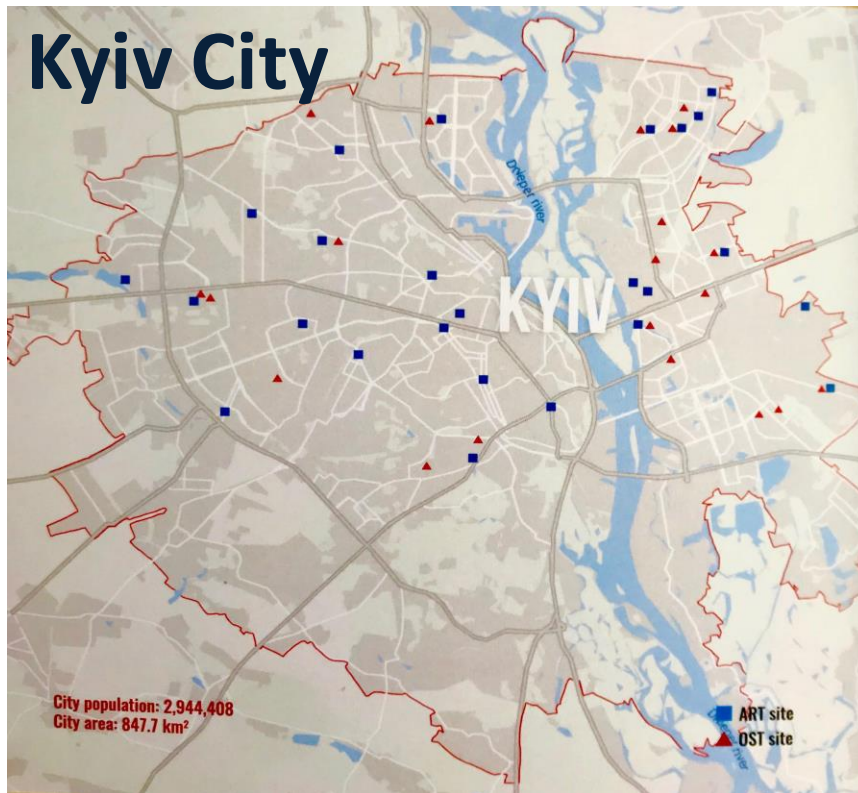 Kyiv City
Dnieper river
KYIV
City population: 2,944,408
City area: 847.7 km²
ART site
OST site
river